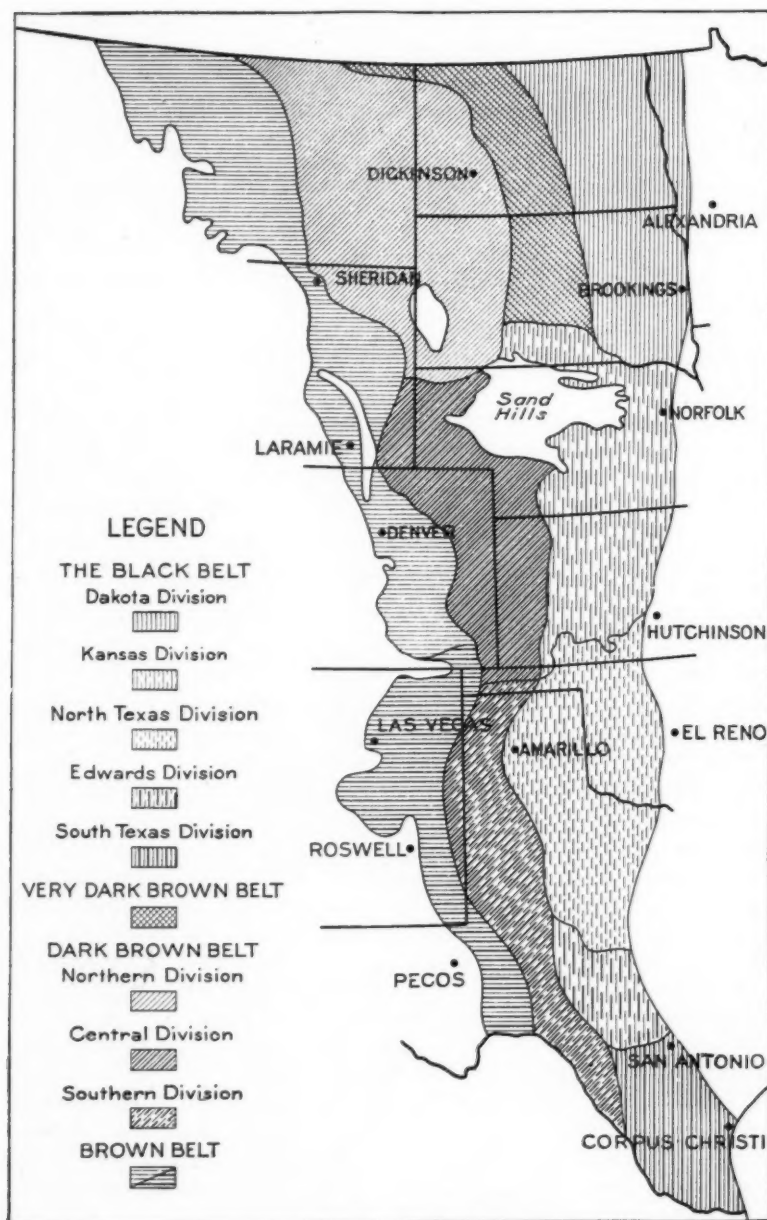 DICKINSON
ALEXANDRIA
SHERIDAN
BROOKINGS
Sand
Hills
NORFOLK
LARAMIE
LEGEND
DENVER
THE BLACK BELT
Dakota Division
HUTCHINSON
Kansas Division
North Texas Division
LAS VEGAS
EL RENO
AMARILLO
Edwards Division
South Texas Division
ROSWELL
VERY DARK BROWN BELT
DARK BROWN BELT
Northern Division
PECOS
Central Division
SAN ANTONIO
Southern Division
CORPUS CHRISTI
BROWN BELT